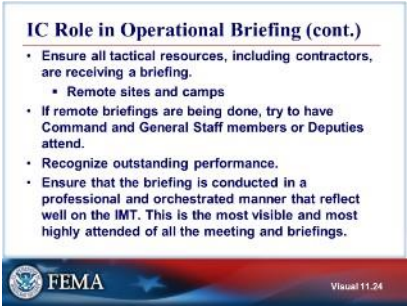 IC Role in Operational Briefing (cont.)
• Ensure all tactical resources, including contractors,
are receiving a briefing.
▪ Remote sites and camps
• If remote briefings are being done, try to have
Command and General Staff members or Deputies
attend.
• Recognize outstanding performance.
• Ensure that the briefing is conducted in a
professional and orchestrated manner that reflect
well on the IMT. This is the most visible and most
highly attended of all the meeting and briefings.
FEMA
Visual 11.24